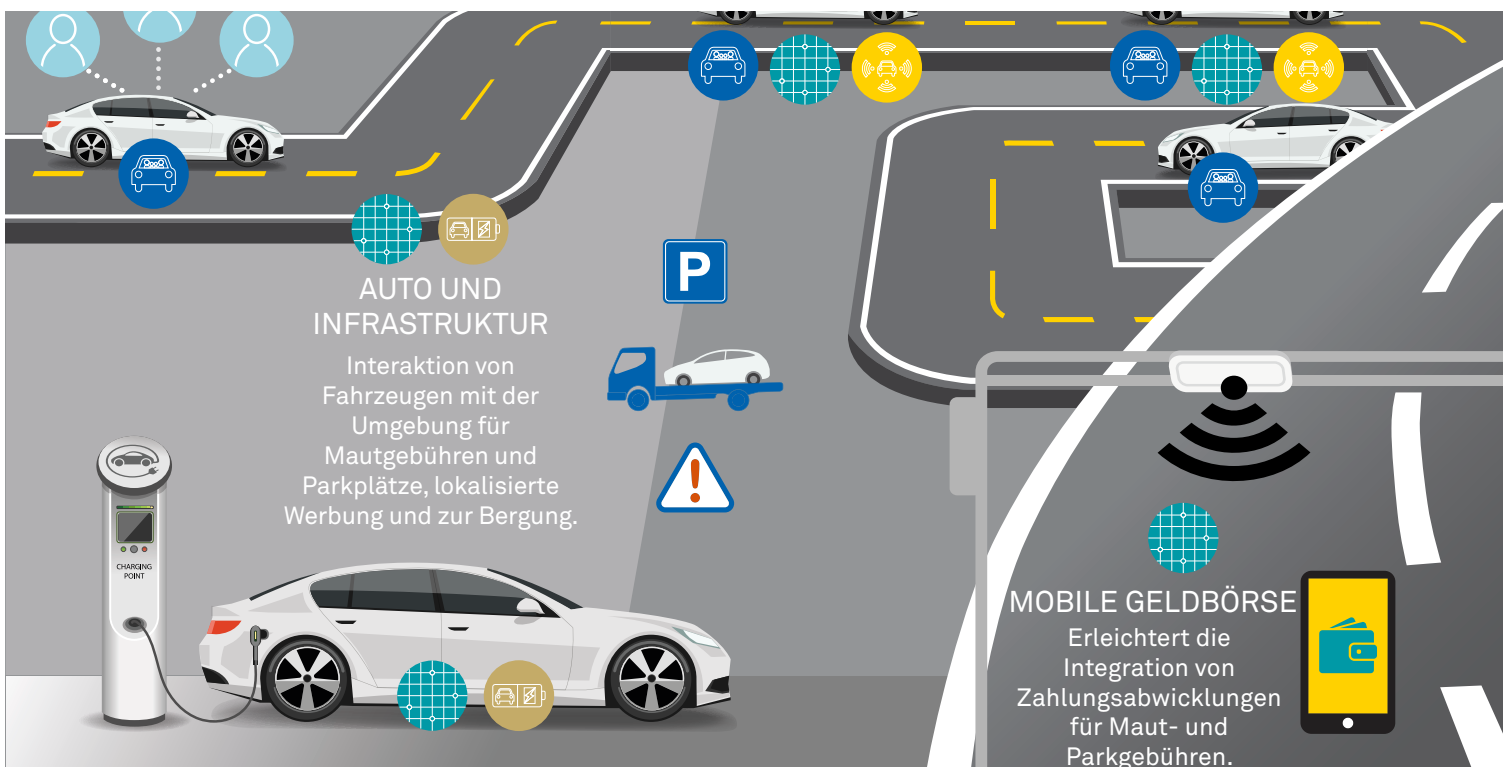 P
AUTO UND
INFRASTRUKTUR
Interaktion von
Fahrzeugen mit der
Umgebung für
Mautgebühren und
Parkplätze, lokalisierte
Werbung und zur Bergung.
!
CHARGING
POINT
MOBILE GELDBÖRSE
Erleichtert die
Integration von
Zahlungsabwicklungen
für Maut- und
Parkgebühren.